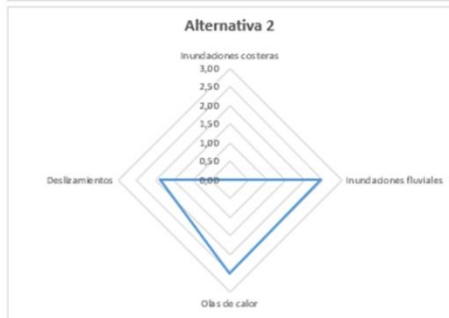 Alternativa 2
Inundaciones costeras
3,00
2,50
2,00
1,50
1,00
0,50
Deslizamientos
0,00
Inundaciones fluviales
Olas de calor